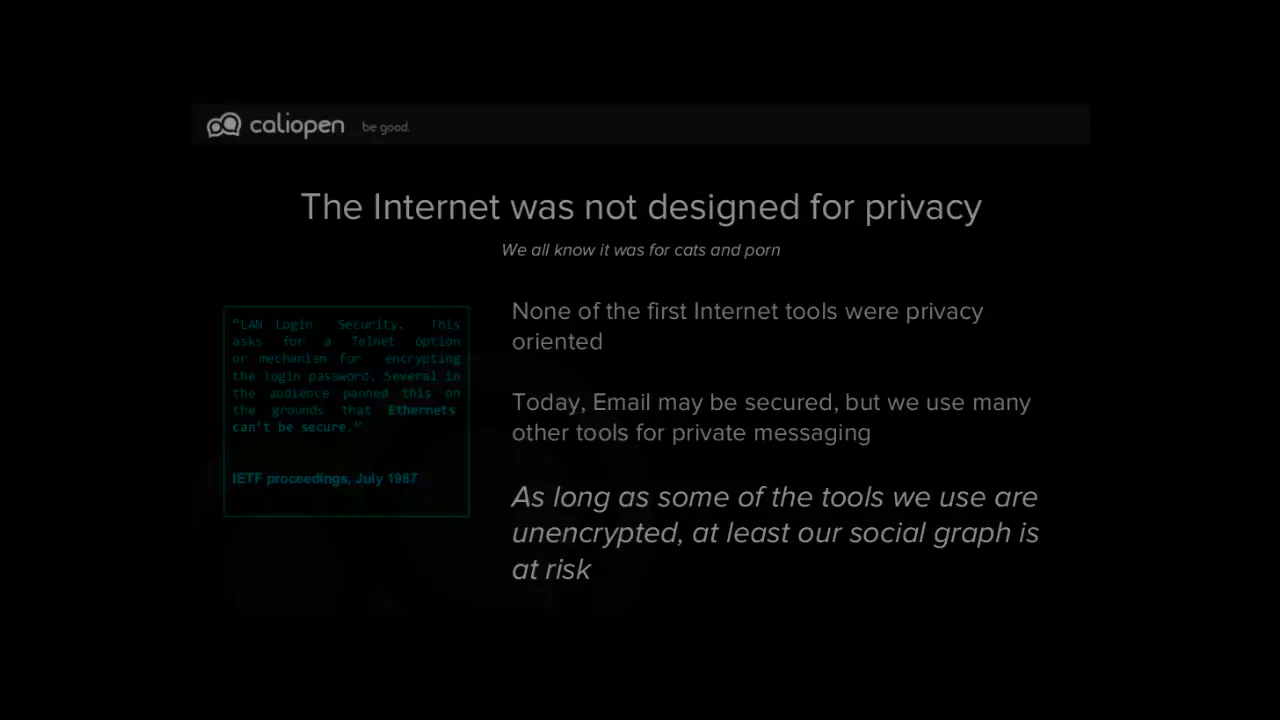 caliopen be good.
The Internet was not designed for privacy
We all know it was for cats and porn
“LAN Login Security. This
asks for a Telnet option
or mechanism for encrypting
the login password. Several in
the audience panned this on
the grounds that Ethernets
can’t be secure.”
IETF proceedings, July 1987
None of the first Internet tools were privacy
oriented
Today, Email may be secured, but we use many
other tools for private messaging
As long as some of the tools we use are
unencrypted, at least our social graph is
at risk